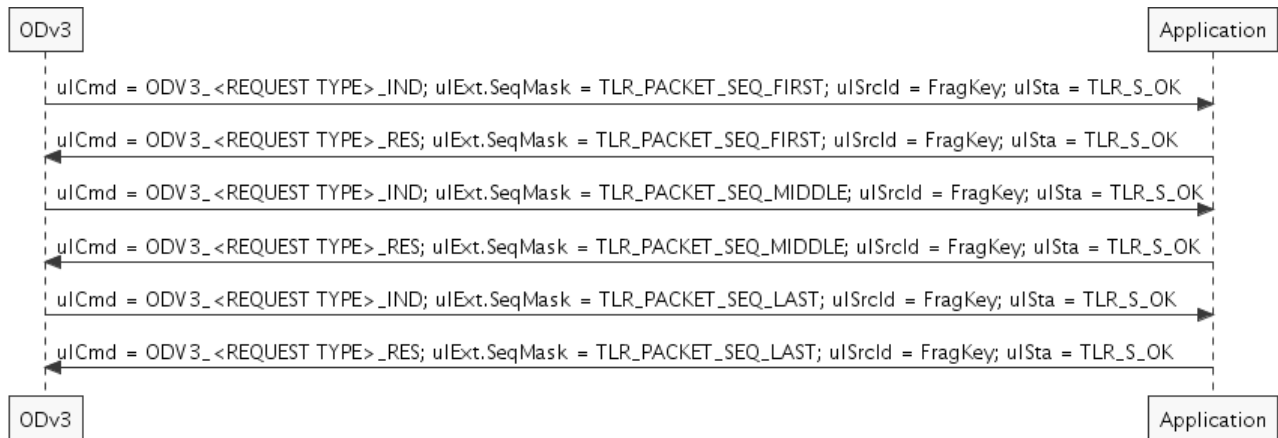 ODv3 Application
ulCmd = ODV3_<REQUEST TYPE>_IND; ulExt.SeqMask = TLR_PACKET_SEQ_FIRST; ulSrcId = FragKey; ulSta = TLR_S_OK
ulCmd = ODV3_<REQUEST TYPE>_RES; ulExt.SeqMask = TLR_PACKET_SEQ_FIRST; ulSrcId = FragKey; ulSta = TLR_S_OK
ulCmd = ODV3_<REQUEST TYPE>_IND; ulExt.SeqMask = TLR_PACKET_SEQ_MIDDLE; ulSrcId = FragKey; ulSta = TLR_S_OK
ulCmd = ODV3_<REQUEST TYPE>_RES; ulExt.SeqMask = TLR_PACKET_SEQ_MIDDLE; ulSrcId = FragKey; ulSta = TLR_S_OK
ulCmd = ODV3_<REQUEST TYPE>_IND; ulExt.SeqMask = TLR_PACKET_SEQ_LAST; ulSrcId = FragKey; ulSta = TLR_S_OK
ulCmd = ODV3_<REQUEST TYPE>_RES; ulExt.SeqMask = TLR_PACKET_SEQ_LAST; ulSrcId = FragKey; ulSta = TLR_S_OK
ODv3 Application